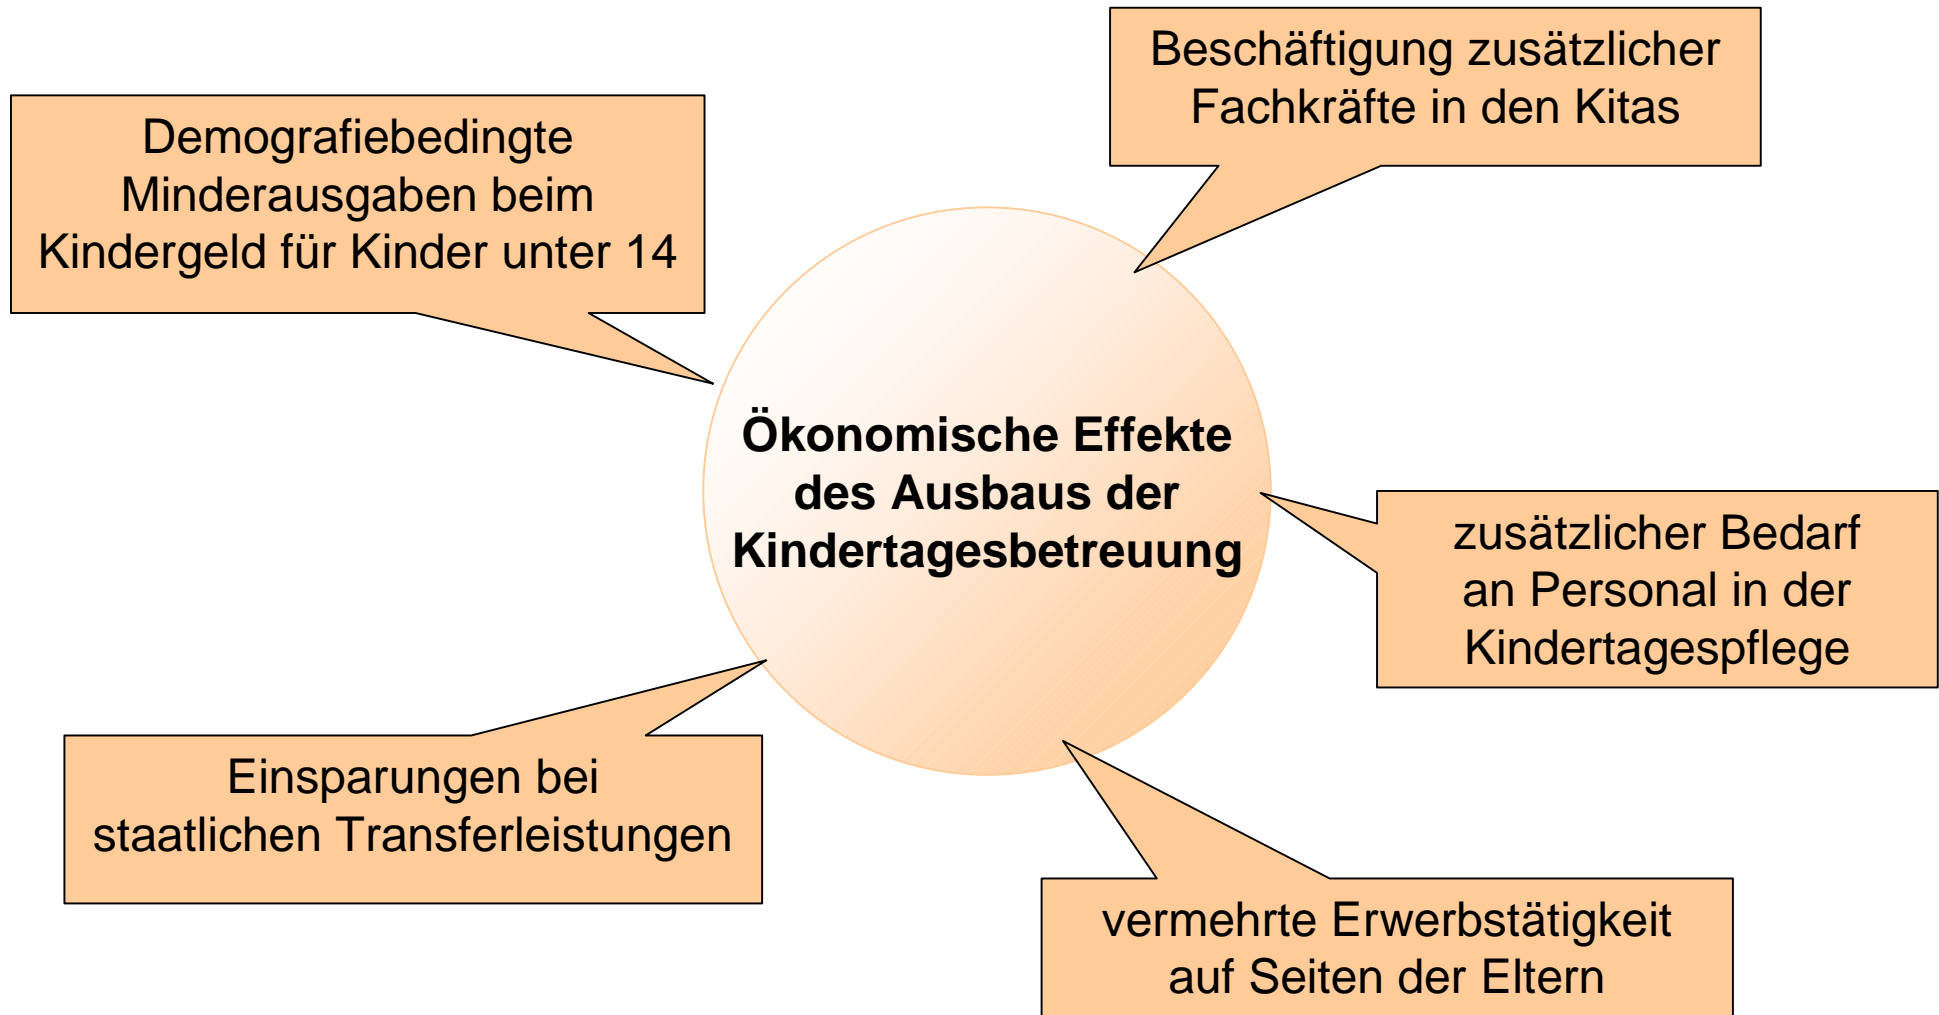 Beschäftigung zusätzlicher
Fachkräfte in den Kitas
Demografiebedingte
Minderausgaben beim
Kindergeld für Kinder unter 14
Ökonomische Effekte
des Ausbaus der
Kindertagesbetreuung
zusätzlicher Bedarf
an Personal in der
Kindertagespflege
Einsparungen bei
staatlichen Transferleistungen
vermehrte Erwerbstätigkeit
auf Seiten der Eltern